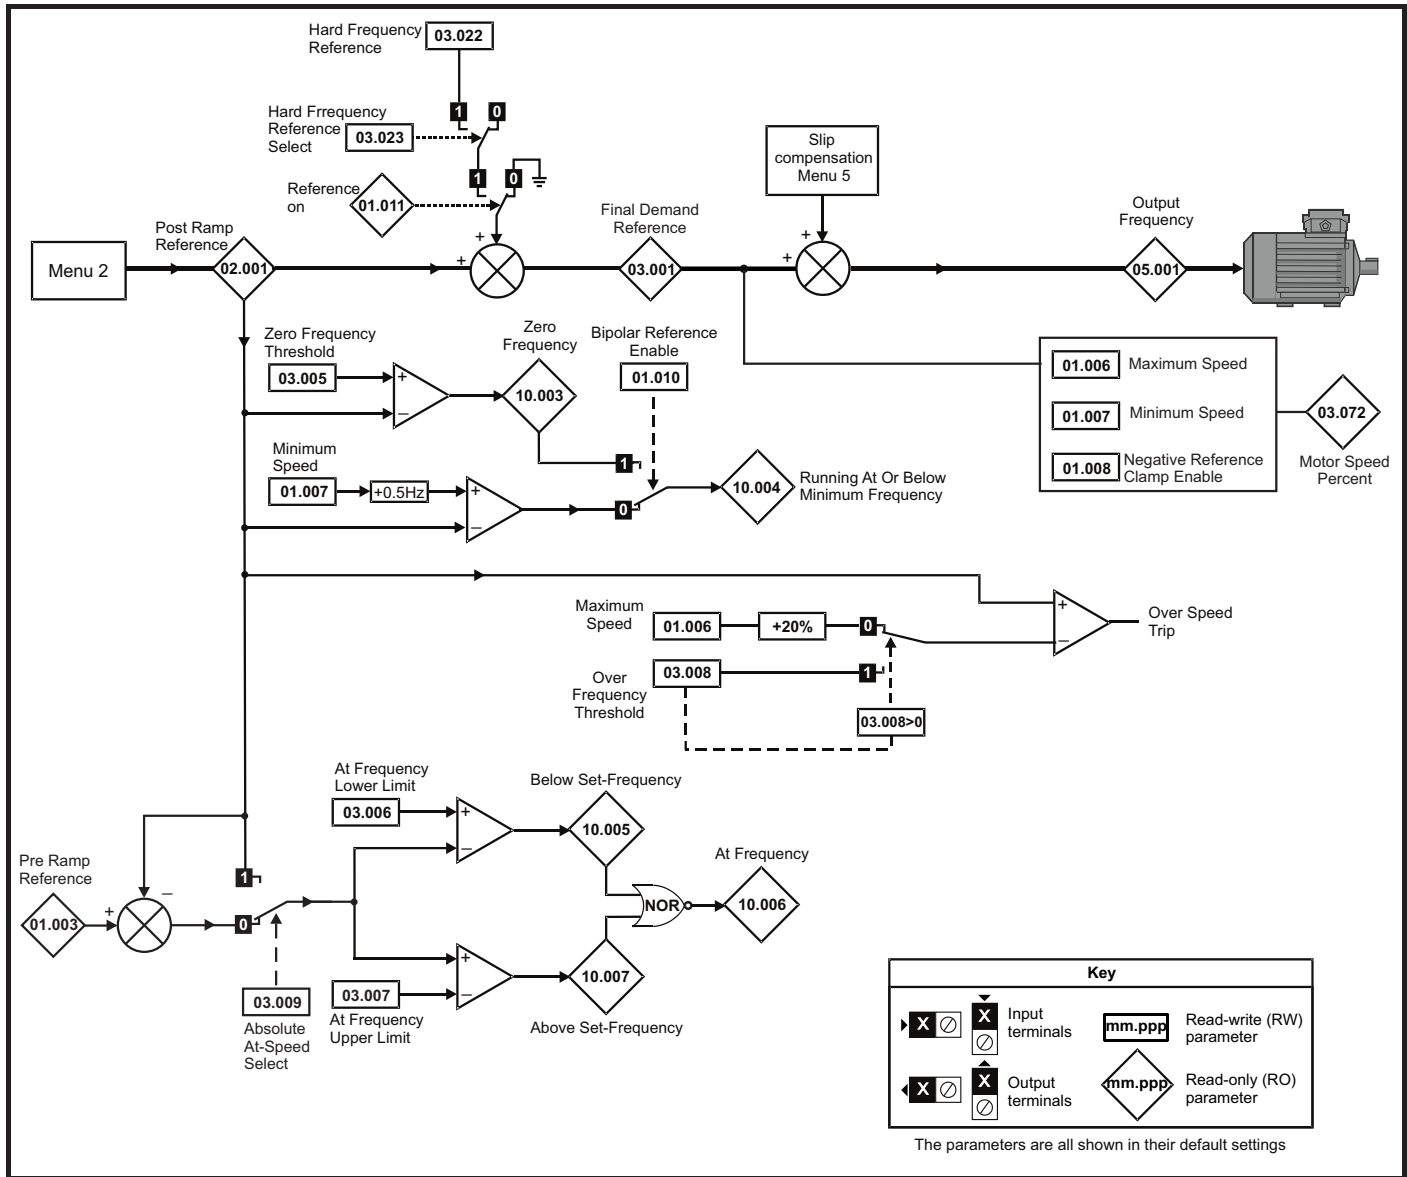 Hard Frequency
Reference
03.022
1 0
Hard Frrequency
Reference
Select
03.023
1 0
Reference
on
01.011
Slip
compensation
Menu 5
Post Ramp
Reference
Final Demand
Reference
Output
Frequency
Menu 2
02.001
+
+
03.001
+
+
05.001
Zero Frequency
Threshold
03.005
+
–
Zero
Frequency
10.003
Bipolar Reference
Enable
01.010
01.006 Maximum Speed
01.007 Minimum Speed
01.008 Negative Reference
Clamp Enable
03.072
Motor Speed
Percent
Minimum
Speed
01.007
+0.5Hz
+
–
1
0
10.004
Running At Or Below
Minimum Frequency
Maximum
Speed
01.006
+20%
0
+
–
Over Speed
Trip
Over
Frequency
Threshold
03.008
1
03.008>0
At Frequency
Lower Limit
03.006
+
–
Below Set-Frequency
10.005
Pre Ramp
Reference
01.003
+
–
1
0
03.009
Absolute
At-Speed
Select
NOR
At Frequency
10.006
03.007
At Frequency
Upper Limit
+
–
10.007
Above Set-Frequency
Key
X X Input
terminals
mm.ppp Read-write (RW)
parameter
X X Output
terminals
mm.ppp Read-only (RO)
parameter
The parameters are all shown in their default settings